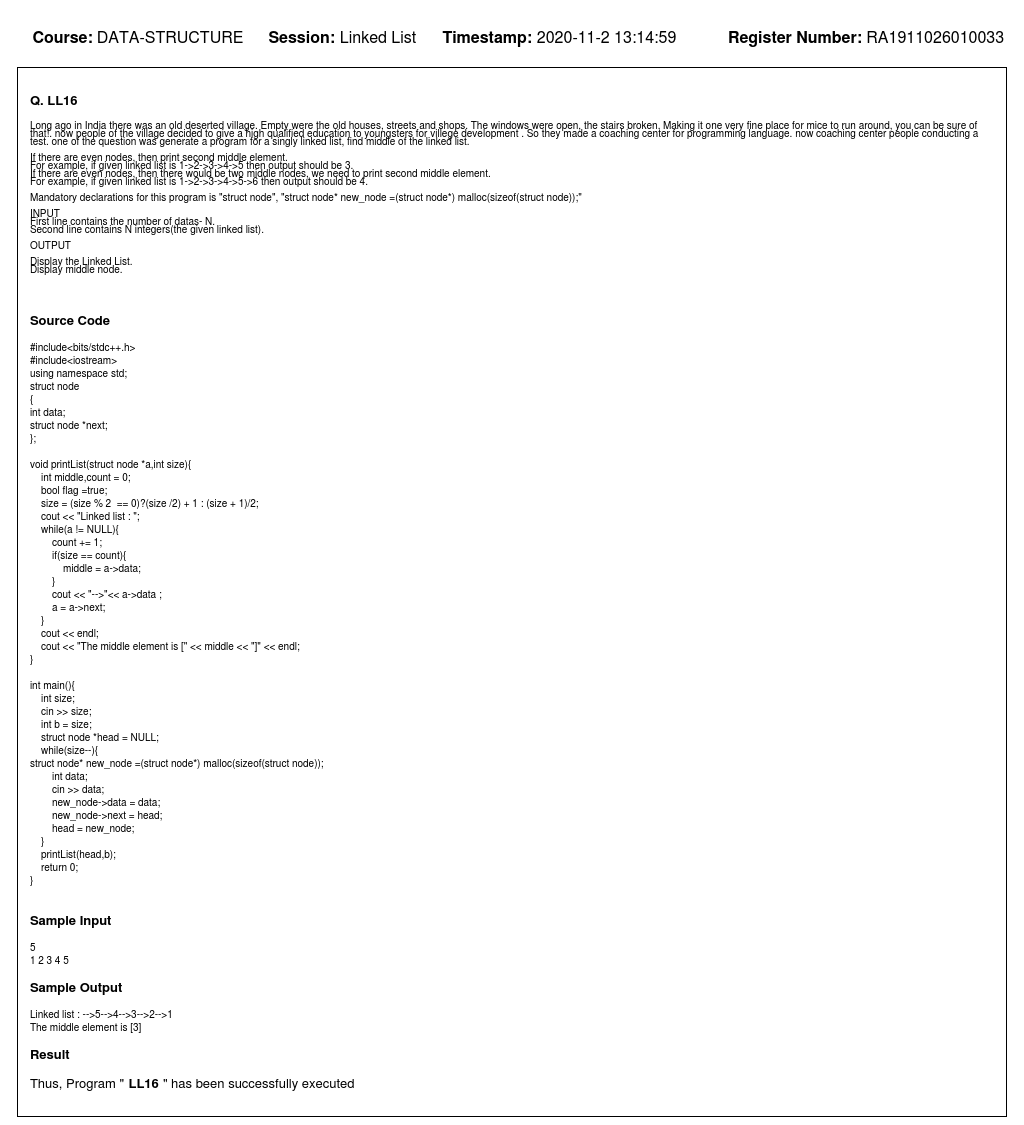 Course: DATA-STRUCTURE Session: Linked List Timestamp: 2020-11-2 13:14:59 Register Number: RA1911026010033
Q. LL16
Long ago in India there was an old deserted village. Empty were the old houses, streets and shops. The windows were open, the stairs broken. Making it one very fine place for mice to run around, you can be sure of
that!. now people of the village decided to give a high qualified education to youngsters for villege development . So they made a coaching center for programming language. now coaching center people conducting a
test. one of the question was generate a program for a singly linked list, find middle of the linked list.
If there are even nodes, then print second middle element.
For example, if given linked list is 1->2->3->4->5 then output should be 3.
If there are even nodes, then there would be two middle nodes, we need to print second middle element.
For example, if given linked list is 1->2->3->4->5->6 then output should be 4.
Mandatory declarations for this program is "struct node", "struct node* new_node =(struct node*) malloc(sizeof(struct node));"
INPUT
First line contains the number of datas- N.
Second line contains N integers(the given linked list).
OUTPUT
Display the Linked List.
Display middle node.
Source Code
#include<bits/stdc++.h>
#include<iostream>
using namespace std;
struct node
{
int data;
struct node *next;
};
void printList(struct node *a,int size){
    int middle,count = 0;
    bool flag =true;
    size = (size % 2  == 0)?(size /2) + 1 : (size + 1)/2;
    cout << "Linked list : ";
    while(a != NULL){
        count += 1;
        if(size == count){
            middle = a->data;
        }
        cout << "-->"<< a->data ;
        a = a->next;
    }
    cout << endl;
    cout << "The middle element is [" << middle << "]" << endl;
}
int main(){
    int size;
    cin >> size;
    int b = size;
    struct node *head = NULL;
    while(size--){
struct node* new_node =(struct node*) malloc(sizeof(struct node));
        int data;
        cin >> data;
        new_node->data = data;
        new_node->next = head;
        head = new_node;
    }
    printList(head,b);
    return 0;
}
Sample Input
5
1 2 3 4 5
Sample Output
Linked list : -->5-->4-->3-->2-->1
The middle element is [3]
Result
Thus, Program " LL16 " has been successfully executed